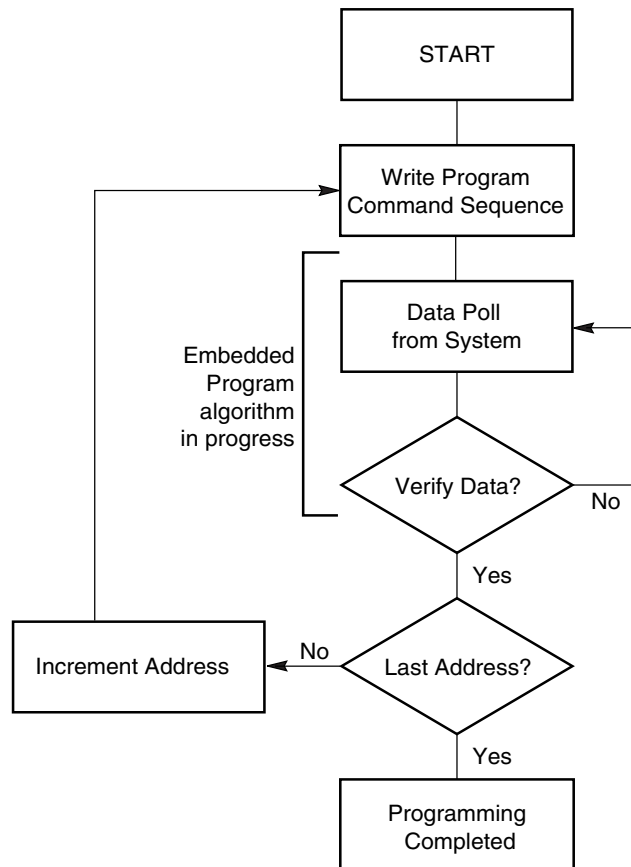 START
Write Program
Command Sequence
Data Poll
from System
Embedded
Program
algorithm
in progress
Verify Data?
No
Yes
Increment Address
No
Last Address?
Yes
Programming
Completed